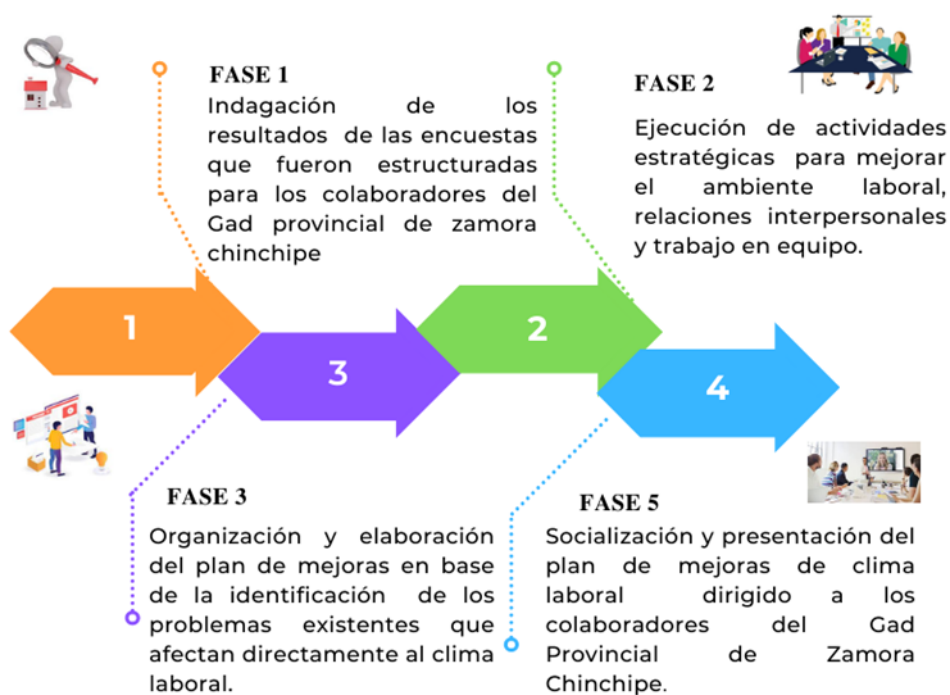 FASE 1
Indagación de los
resultados de las encuestas
que fueron estructuradas
para los colaboradores del
Gad provincial de zamora
chinchipe
FASE 2
Ejecución de actividades
estratégicas para mejorar
el ambiente laboral,
relaciones interpersonales
y trabajo en equipo.
1
3
2
4
FASE 3
Organización y elaboración
del plan de mejoras en base
de la identificación de los
problemas existentes que
afectan directamente al clima
laboral.
FASE 5
Socialización y presentación del
plan de mejoras de clima
laboral dirigido a los
colaboradores del Gad
Provincial de Zamora
Chinchipe.